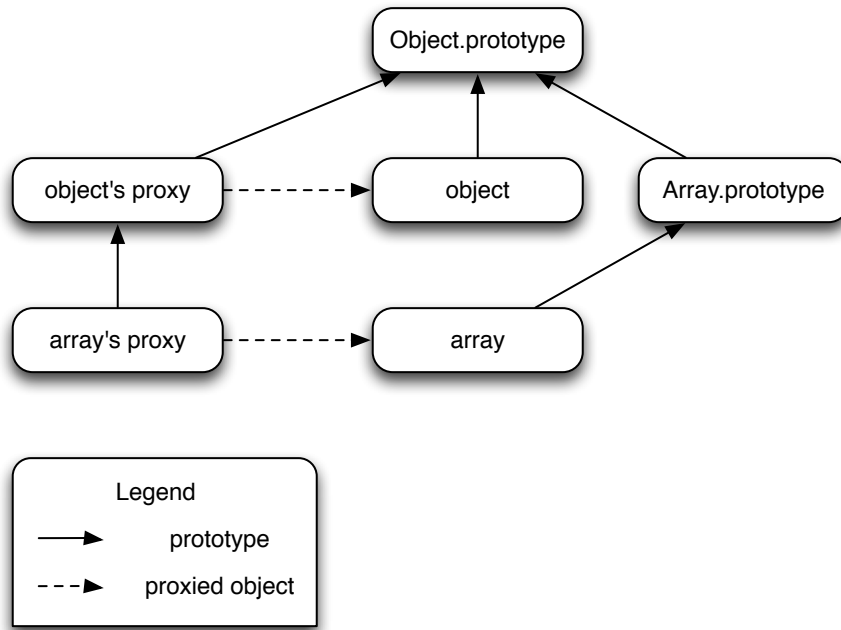 Object.prototype
object's proxy
object
Array.prototype
array's proxy
array
Legend
prototype
proxied object